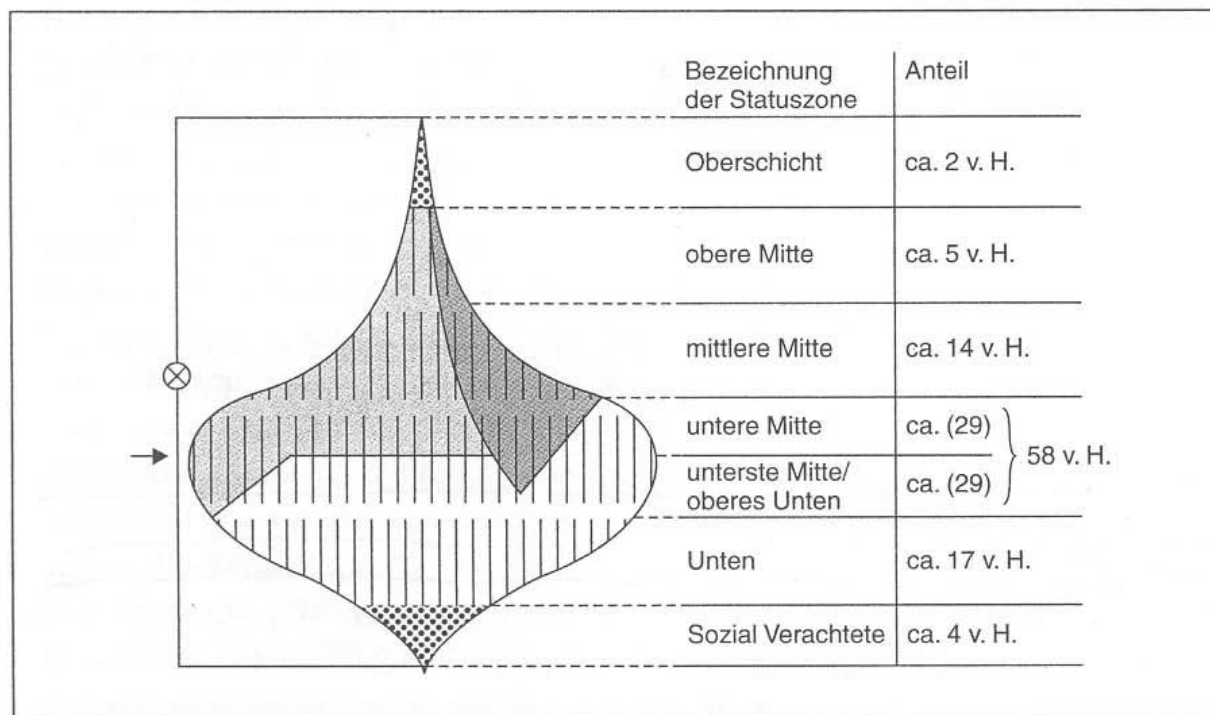 Bezeichnung
der Statuszone
Anteil
Oberschicht
ca. 2 v. H.
obere Mitte
ca. 5 v. H.
mittlere Mitte
ca. 14 v. H.
untere Mitte
ca. (29)
unterste Mitte/
oberes Unten
ca. (29)
58 v. H.
Unten
ca. 17 v. H.
Sozial Verachtete
ca. 4 v. H.